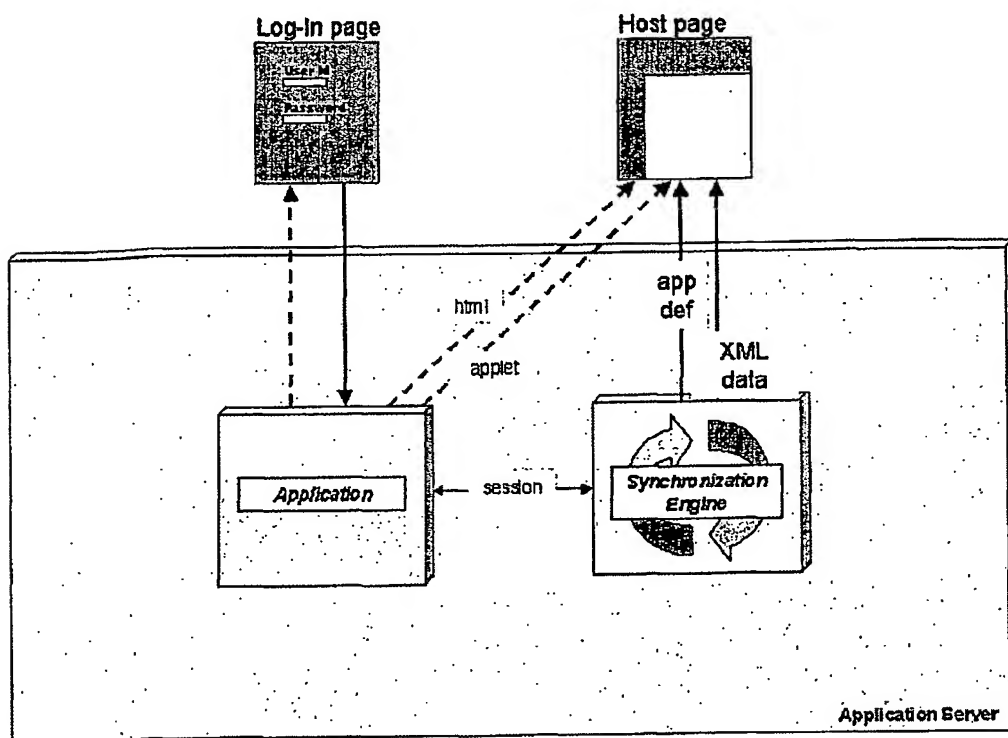 Log-In page
Host page
User Id
Password
html
applet
app
def
XML
data
Application
session
Synchronization
Engine
Application Server